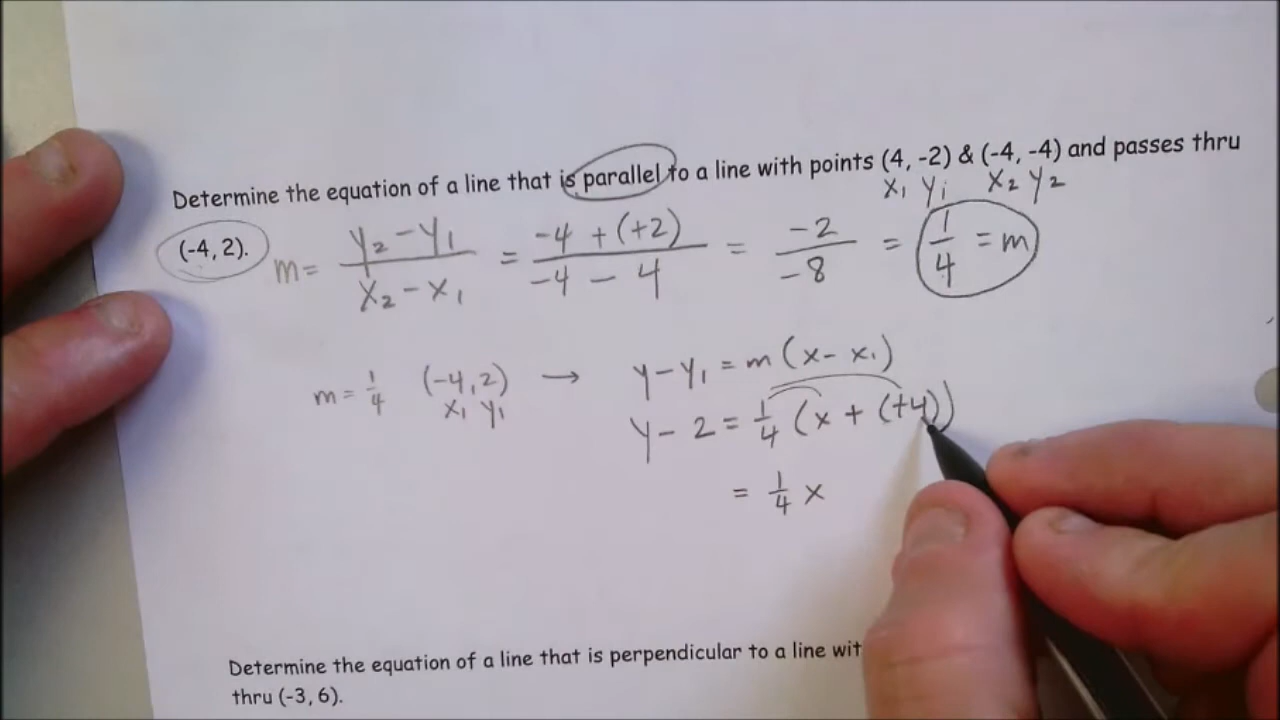 Determine the equation of a line that is parallel to a line with points (4, -2) & (-4, -4) and passes thru
x₁ y₁ x₂ y₂
(-4, 2). m = y₂ - y₁ / x₂ - x₁ = -4 + (+2) / -4 - 4 = -2 / -8 = 1/4 = m
m = 1/4 (-4, 2) → y - y₁ = m (x - x₁)
x₁ y₁
y - 2 = 1/4 (x + (+4))
= 1/4 x
Determine the equation of a line that is perpendicular to a line
thru (-3, 6).